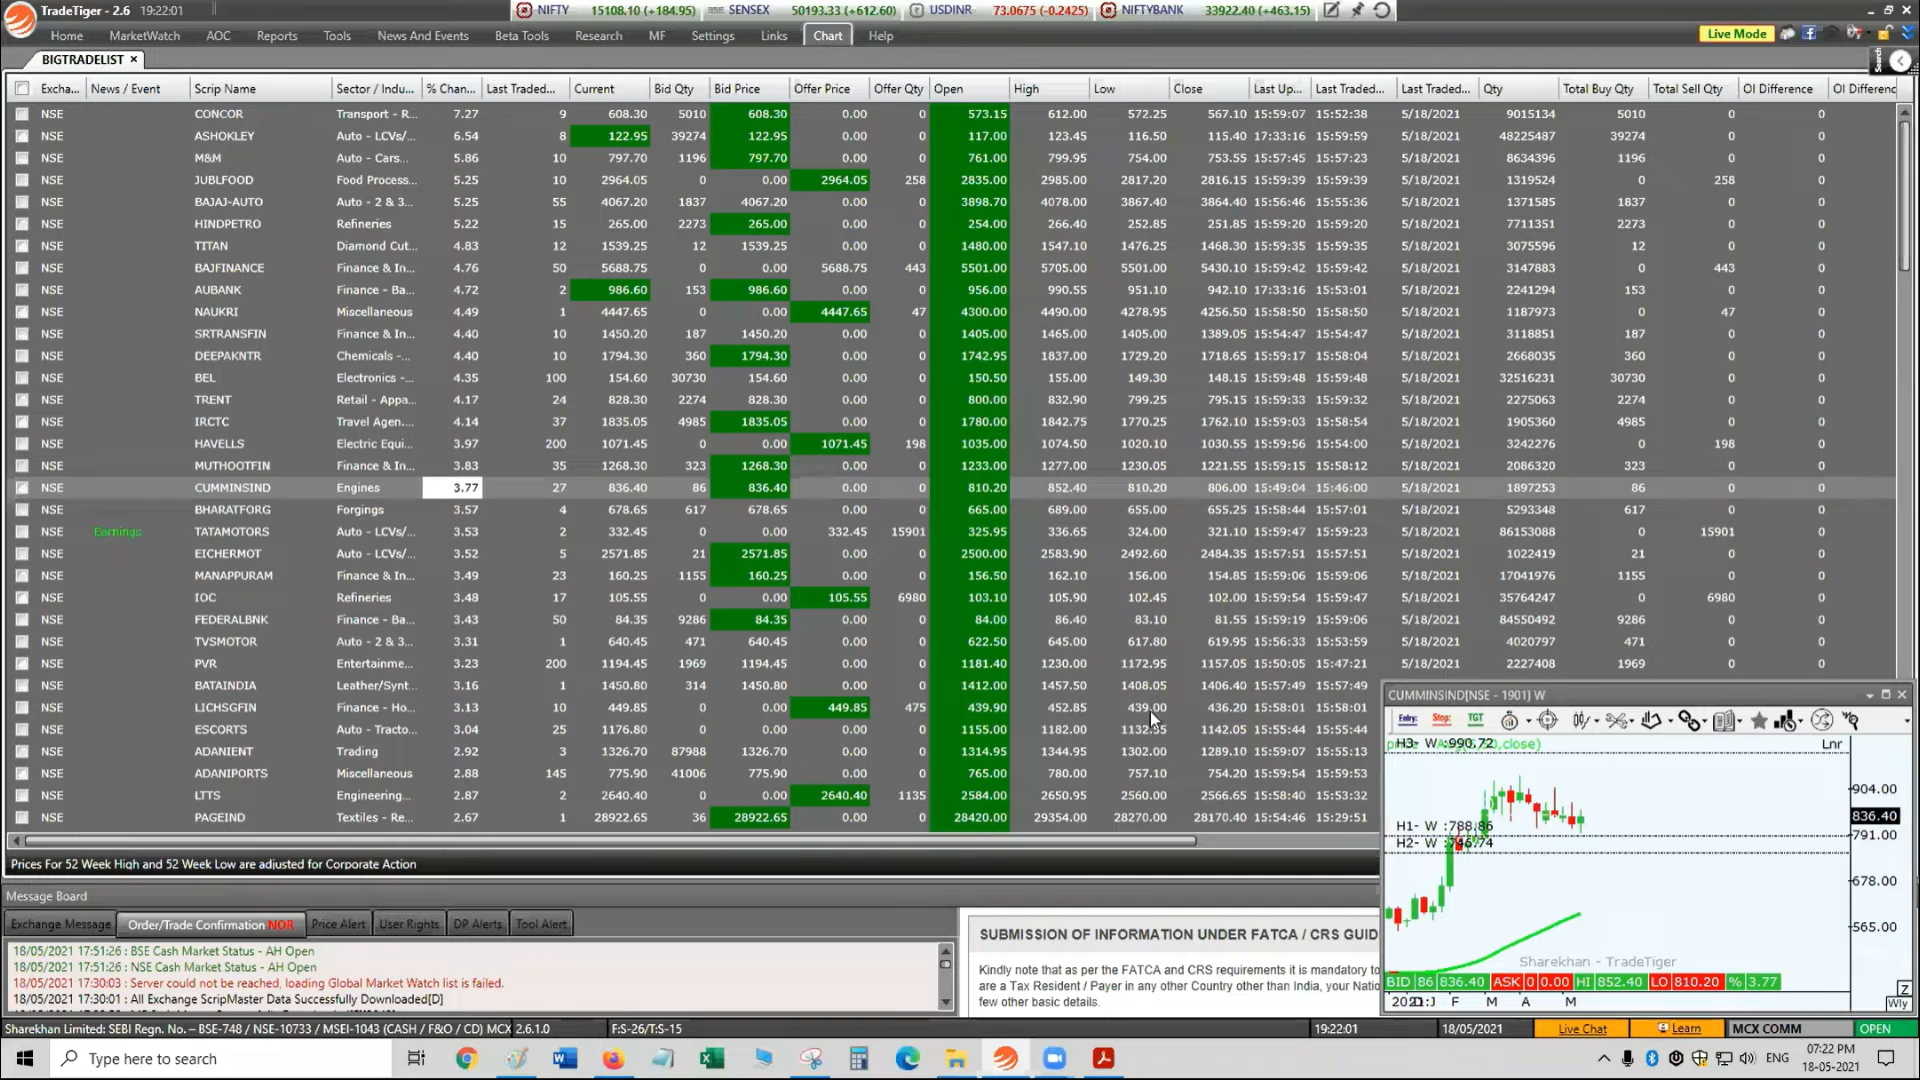 TradeTiger - 2.6 19:22:01
NIFTY 15108.10 (+184.95) SENSEX 50193.33 (+612.60) USDINR 73.0675 (-0.2425) NIFTYBANK 33922.40 (+463.15)
Home MarketWatch AOC Reports Tools News And Events Beta Tools Research MF Settings Links Chart Help Live Mode
BIGTRADELIST × Search
Excha... News / Event Scrip Name Sector / Indu... % Chan... Last Traded... Current Bid Qty Bid Price Offer Price Offer Qty Open High Low Close Last Up... Last Traded... Last Traded... Qty Total Buy Qty Total Sell Qty OI Difference OI Differenc
NSE CONCOR Transport - R... 7.27 9 608.30 5010 608.30 0.00 0 573.15 612.00 572.25 567.10 15:59:07 15:52:38 5/18/2021 9015134 5010 0 0
NSE ASHOKLEY Auto - LCVs/... 6.54 8 122.95 39274 122.95 0.00 0 117.00 123.45 116.50 115.40 17:33:16 15:59:59 5/18/2021 48225487 39274 0 0
NSE M&M Auto - Cars... 5.86 10 797.70 1196 797.70 0.00 0 761.00 799.95 754.00 753.55 15:57:45 15:57:23 5/18/2021 8634396 1196 0 0
NSE JUBLFOOD Food Process... 5.25 10 2964.05 0 0.00 2964.05 258 2835.00 2985.00 2817.20 2816.15 15:59:39 15:59:39 5/18/2021 1319524 0 258 0
NSE BAJAJ-AUTO Auto - 2 & 3... 5.25 55 4067.20 1837 4067.20 0.00 0 3898.70 4078.00 3867.40 3864.40 15:56:46 15:55:36 5/18/2021 1371585 1837 0 0
NSE HINDPETRO Refineries 5.22 15 265.00 2273 265.00 0.00 0 254.00 266.40 252.85 251.85 15:59:20 15:59:20 5/18/2021 7711351 2273 0 0
NSE TITAN Diamond Cut... 4.83 12 1539.25 12 1539.25 0.00 0 1480.00 1547.10 1476.25 1468.30 15:59:35 15:59:35 5/18/2021 3075596 12 0 0
NSE BAJFINANCE Finance & In... 4.76 50 5688.75 0 0.00 5688.75 443 5501.00 5705.00 5501.00 5430.10 15:59:42 15:59:42 5/18/2021 3147883 0 443 0
NSE AUBANK Finance - Ba... 4.72 2 986.60 153 986.60 0.00 0 956.00 990.55 951.10 942.10 17:33:16 15:53:01 5/18/2021 2241294 153 0 0
NSE NAUKRI Miscellaneous 4.49 1 4447.65 0 0.00 4447.65 47 4300.00 4490.00 4278.95 4256.50 15:58:50 15:58:50 5/18/2021 1187973 0 47 0
NSE SRTRANSFIN Finance & In... 4.40 10 1450.20 187 1450.20 0.00 0 1405.00 1465.00 1405.00 1389.05 15:54:47 15:54:47 5/18/2021 3118851 187 0 0
NSE DEEPAKNTR Chemicals -... 4.40 10 1794.30 360 1794.30 0.00 0 1742.95 1837.00 1729.20 1718.65 15:59:17 15:58:04 5/18/2021 2668035 360 0 0
NSE BEL Electronics -... 4.35 100 154.60 30730 154.60 0.00 0 150.50 155.00 149.30 148.15 15:59:48 15:59:48 5/18/2021 32516231 30730 0 0
NSE TRENT Retail - Appa... 4.17 24 828.30 2274 828.30 0.00 0 800.00 832.90 799.25 795.15 15:59:33 15:59:32 5/18/2021 2275063 2274 0 0
NSE IRCTC Travel Agen... 4.14 37 1835.05 4985 1835.05 0.00 0 1780.00 1842.75 1770.25 1762.10 15:59:03 15:58:54 5/18/2021 1905360 4985 0 0
NSE HAVELLS Electric Equi... 3.97 200 1071.45 0 0.00 1071.45 198 1035.00 1074.50 1020.10 1030.55 15:59:56 15:54:00 5/18/2021 3242276 0 198 0
NSE MUTHOOTFIN Finance & In... 3.83 35 1268.30 323 1268.30 0.00 0 1233.00 1277.00 1230.05 1221.55 15:59:15 15:58:12 5/18/2021 2086320 323 0 0
NSE CUMMINSIND Engines 3.77 27 836.40 86 836.40 0.00 0 810.20 852.40 810.20 806.00 15:49:04 15:46:00 5/18/2021 1897253 86 0 0
NSE BHARATFORG Forgings 3.57 4 678.65 617 678.65 0.00 0 665.00 689.00 655.00 655.25 15:58:44 15:57:01 5/18/2021 5293348 617 0 0
NSE Earnings TATAMOTORS Auto - LCVs/... 3.53 2 332.45 0 0.00 332.45 15901 325.95 336.65 324.00 321.10 15:59:47 15:59:23 5/18/2021 86153088 0 15901 0
NSE EICHERMOT Auto - LCVs/... 3.52 5 2571.85 21 2571.85 0.00 0 2500.00 2583.90 2492.60 2484.35 15:57:51 15:57:51 5/18/2021 1022419 21 0 0
NSE MANAPPURAM Finance & In... 3.49 23 160.25 1155 160.25 0.00 0 156.50 162.10 156.00 154.85 15:59:06 15:59:06 5/18/2021 17041976 1155 0 0
NSE IOC Refineries 3.48 17 105.55 0 0.00 105.55 6980 103.10 105.90 102.45 102.00 15:59:54 15:59:47 5/18/2021 35764247 0 6980 0
NSE FEDERALBNK Finance - Ba... 3.43 50 84.35 9286 84.35 0.00 0 84.00 86.40 83.10 81.55 15:59:19 15:59:06 5/18/2021 84550492 9286 0 0
NSE TVSMOTOR Auto - 2 & 3... 3.31 1 640.45 471 640.45 0.00 0 622.50 645.00 617.80 619.95 15:56:33 15:53:59 5/18/2021 4020797 471 0 0
NSE PVR Entertainme... 3.23 200 1194.45 1969 1194.45 0.00 0 1181.40 1230.00 1172.95 1157.05 15:50:05 15:47:21 5/18/2021 2227408 1969 0 0
NSE BATAINDIA Leather/Synt... 3.16 1 1450.80 314 1450.80 0.00 0 1412.00 1457.50 1408.05 1406.40 15:57:49 15:57:49
NSE LICHSGFIN Finance - Ho... 3.13 10 449.85 0 0.00 449.85 475 439.90 452.85 439.00 436.20 15:58:01 15:58:01
NSE ESCORTS Auto - Tracto... 3.04 25 1176.80 0 0.00 0 1155.00 1182.00 1142.05 15:55:44 15:55:44
NSE ADANIENT Trading 2.92 3 1326.70 87988 1326.70 0.00 0 1314.95 1344.95 1302.00 1289.10 15:59:07 15:55:13
NSE ADANIPORTS Miscellaneous 2.88 145 775.90 41006 775.90 0.00 0 765.00 780.00 757.10 754.20 15:59:54 15:59:53
NSE LTTS Engineering... 2.87 2 2640.40 0 0.00 2640.40 1135 2584.00 2650.95 2560.00 2566.65 15:58:40 15:53:32
NSE PAGEIND Textiles - Re... 2.67 1 28922.65 36 28922.65 0.00 0 28420.00 29354.00 28270.00 28170.40 15:54:46 15:29:51
Prices For 52 Week High and 52 Week Low are adjusted for Corporate Action
CUMMINSIND[NSE - 1901] W
Entry: Stop: TGT
H3- W :990.72 close) Lnr
904.00
836.40
H1- W :788.86 791.00
H2- W :746.74
678.00
565.00
Sharekhan - TradeTiger
BID 86 836.40 ASK 0 0.00 HI 852.40 LO 810.20 % 3.77 Z
F M A M Wly
Message Board
Exchange Message Order/Trade Confirmation NOR Price Alert User Rights DP Alerts Tool Alert
18/05/2021 17:51:26 : BSE Cash Market Status - AH Open
18/05/2021 17:51:26 : NSE Cash Market Status - AH Open
18/05/2021 17:30:03 : Server could not be reached, loading Global Market Watch list is failed.
18/05/2021 17:30:01 : All Exchange ScripMaster Data Successfully Downloaded[D]
SUBMISSION OF INFORMATION UNDER FATCA / CRS GUID
Kindly note that as per the FATCA and CRS requirements it is mandatory to
are a Tax Resident / Payer in any other Country other than India, your Natio
few other basic details.
Sharekhan Limited: SEBI Regn. No. – BSE-748 / NSE-10733 / MSEI-1043 (CASH / F&O / CD) MCX 2.6.1.0 F:S-26/T:S-15 19:22:01 18/05/2021 Live Chat Learn MCX COMM OPEN
Type here to search ENG 07:22 PM
18-05-2021